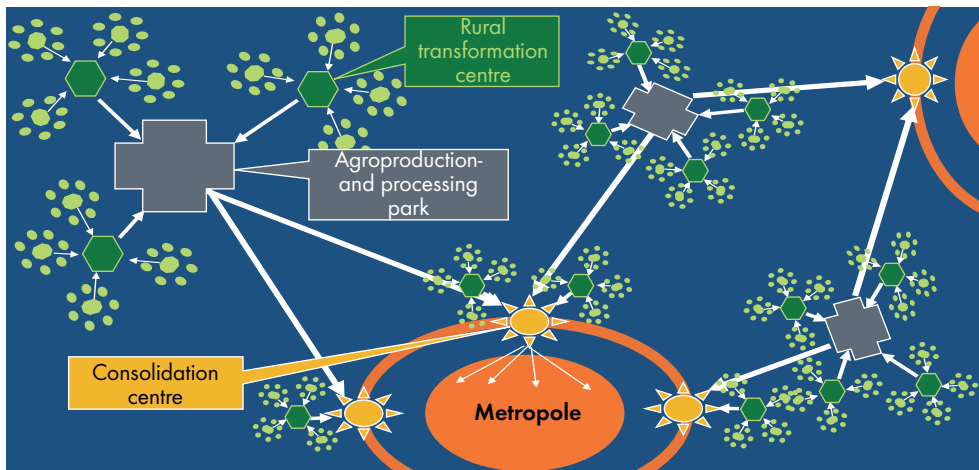 Rural
transformation
centre
Agroproduction-
and processing
park
Consolidation
centre
Metropole